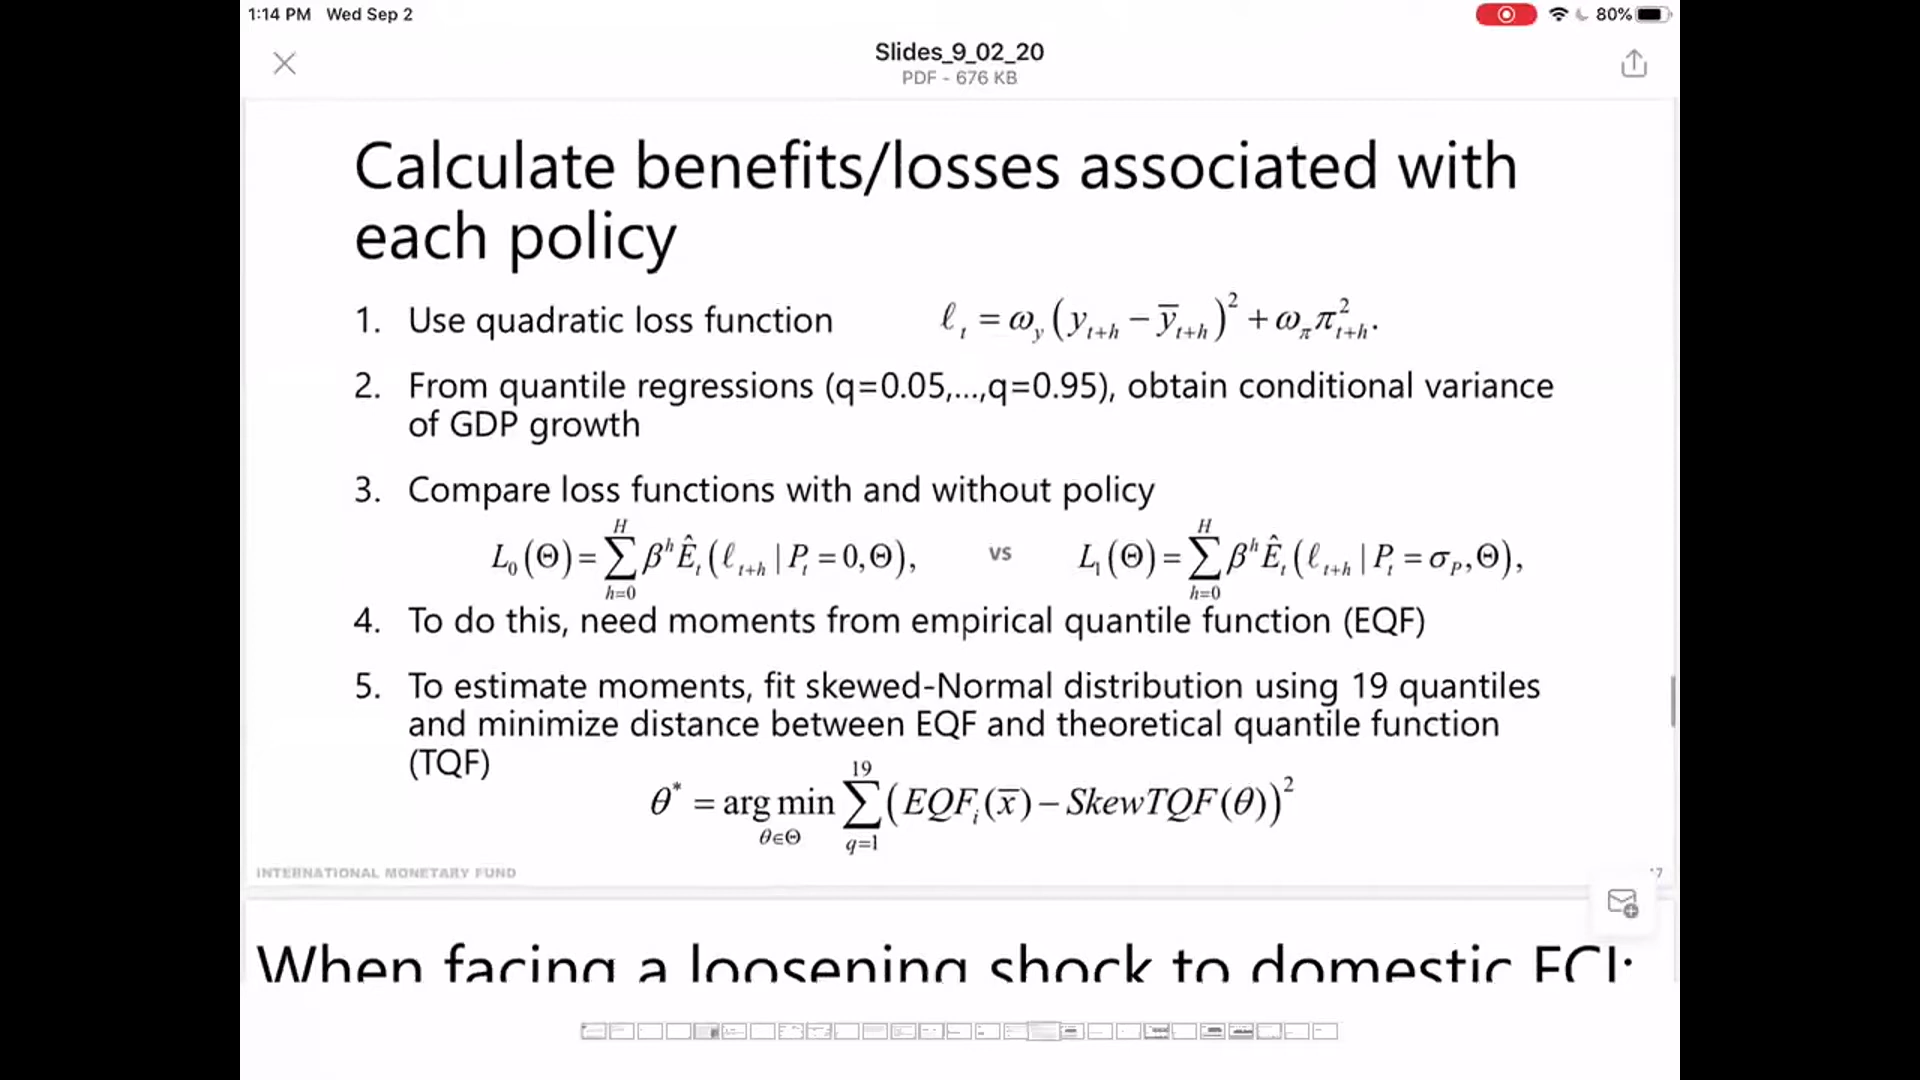 1:14 PM Wed Sep 2
80%
Slides_9_02_20
PDF - 676 KB
Calculate benefits/losses associated with
each policy
1. Use quadratic loss function ℓ_t = ω_y (y_{t+h} − ȳ_{t+h})² + ω_π π²_{t+h}.
2. From quantile regressions (q=0.05,...,q=0.95), obtain conditional variance
of GDP growth
3. Compare loss functions with and without policy
L_0(Θ) = ∑_{h=0}^{H} β^h Ê_t(ℓ_{t+h} | P_t = 0, Θ), vs L_1(Θ) = ∑_{h=0}^{H} β^h Ê_t(ℓ_{t+h} | P_t = σ_P, Θ),
4. To do this, need moments from empirical quantile function (EQF)
5. To estimate moments, fit skewed-Normal distribution using 19 quantiles
and minimize distance between EQF and theoretical quantile function
(TQF)
θ* = arg min_{θ∈Θ} ∑_{q=1}^{19} (EQF_i(x̄) − SkewTQF(θ))²
INTERNATIONAL MONETARY FUND
When facing a loosening shock to domestic FCI: